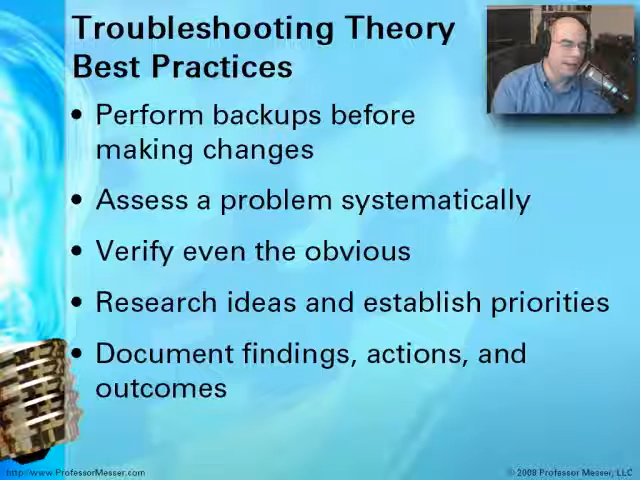 Troubleshooting Theory
Best Practices
• Perform backups before
making changes
• Assess a problem systematically
• Verify even the obvious
• Research ideas and establish priorities
• Document findings, actions, and
outcomes
http://www.ProfessorMesser.com
© 2009 Professor Messer, LLC